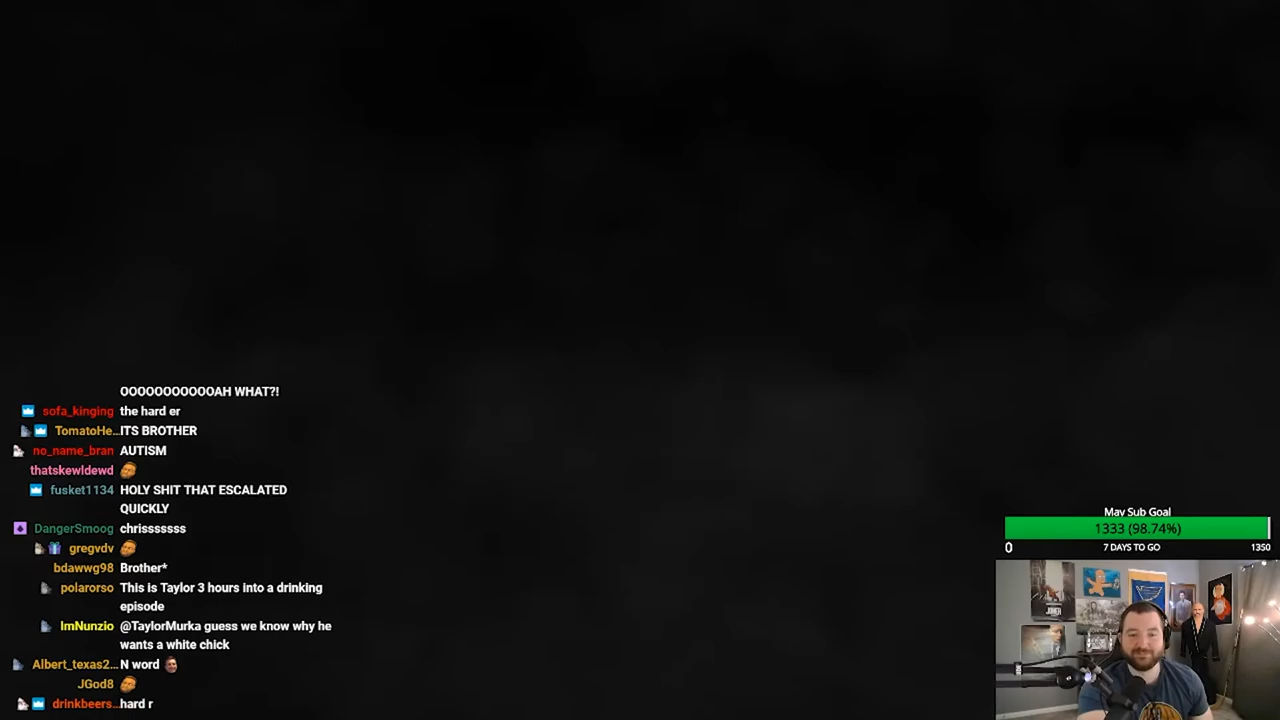 OOOOOOOOOOOAH WHAT?!
sofa_kinging the hard er
TomatoHe... ITS BROTHER
no_name_bran AUTISM
thatskewldewd
fusket1134 HOLY SHIT THAT ESCALATED
QUICKLY
DangerSmoog chrisssssss
gregvdv
bdawwg98 Brother*
polarorso This is Taylor 3 hours into a drinking
episode
ImNunzio @TaylorMurka guess we know why he
wants a white chick
Albert_texas2... N word
JGod8
drinkbeers... hard r
May Sub Goal
1333 (98.74%)
0 7 DAYS TO GO 1350